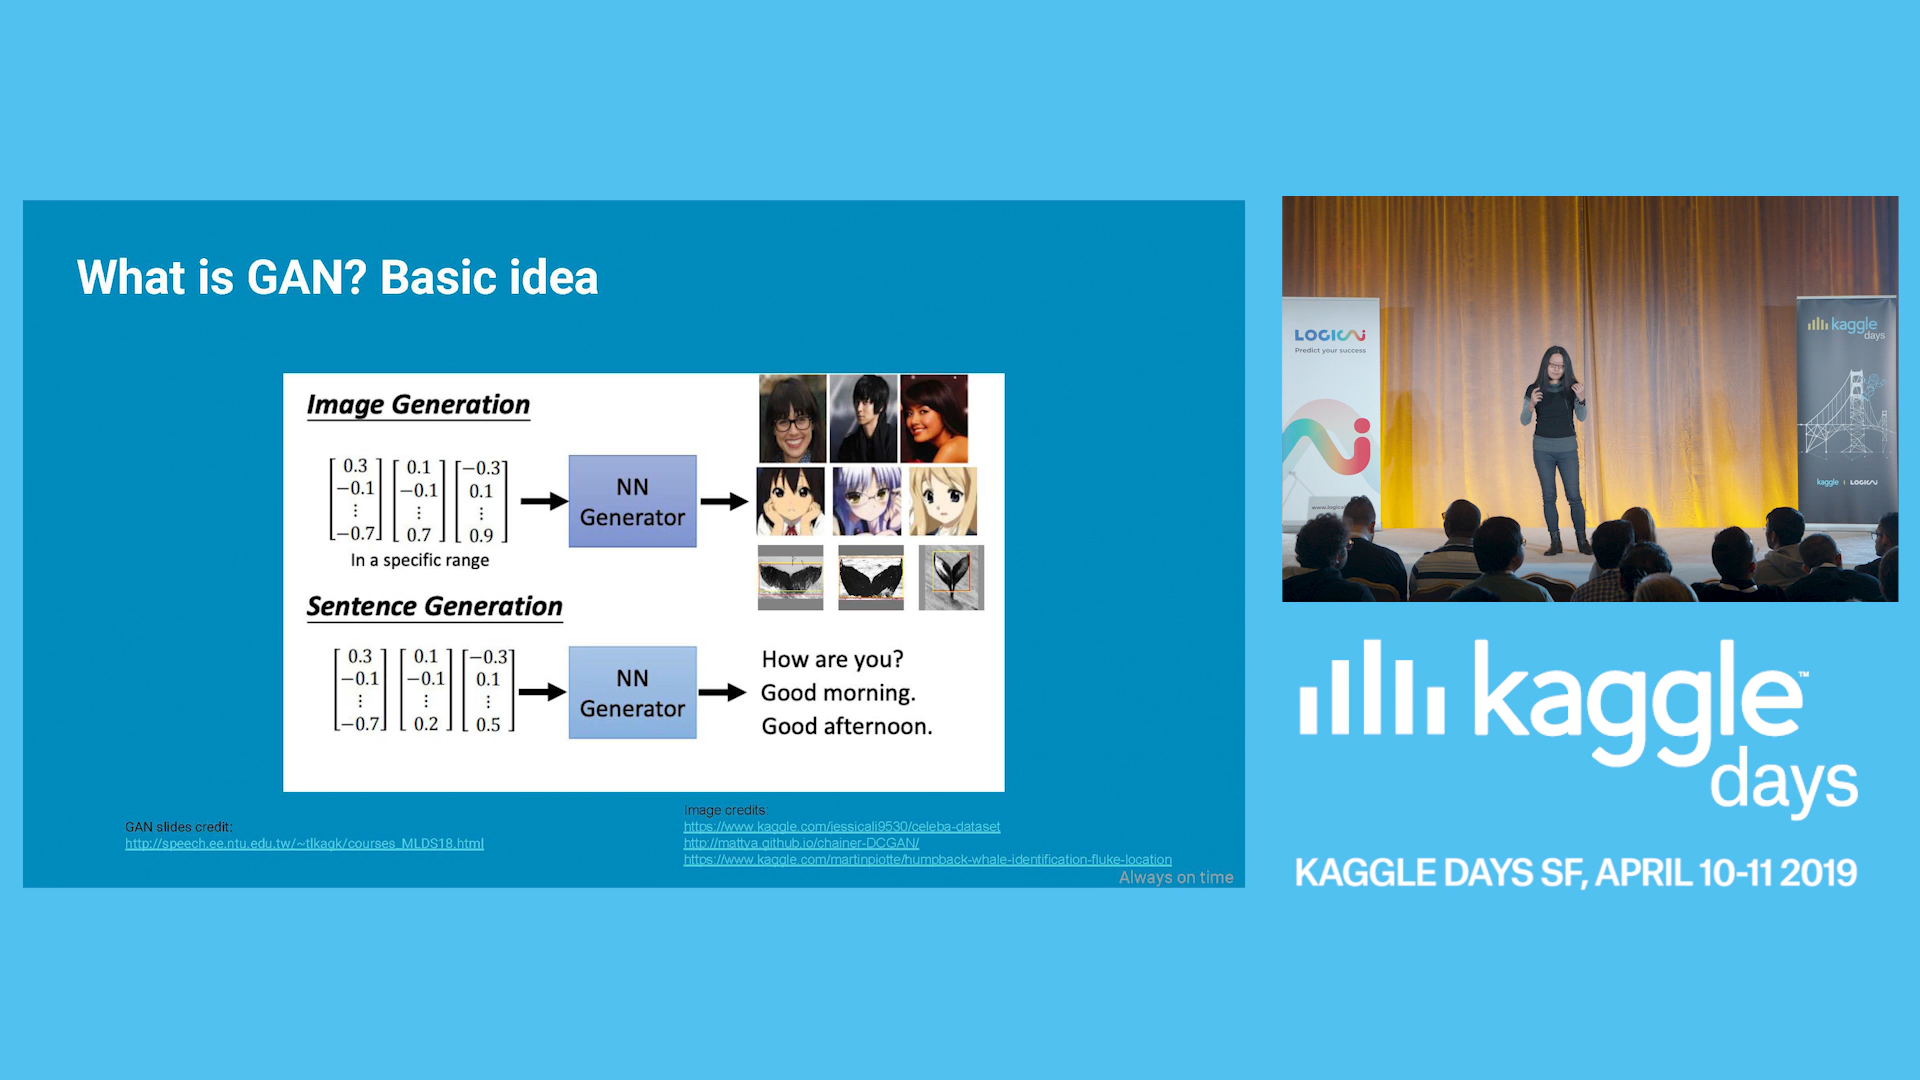 What is GAN? Basic idea
Image Generation
0.3 0.1 −0.3
−0.1 −0.1 0.1
⋮ ⋮ ⋮
−0.7 0.7 0.9
In a specific range
NN
Generator
Sentence Generation
0.3 0.1 −0.3
−0.1 −0.1 0.1
⋮ ⋮ ⋮
−0.7 0.2 0.5
NN
Generator
How are you?
Good morning.
Good afternoon.
GAN slides credit:
http://speech.ee.ntu.edu.tw/~tlkagk/courses_MLDS18.html
Image credits:
https://www.kaggle.com/jessicali9530/celeba-dataset
http://mattya.github.io/chainer-DCGAN/
https://www.kaggle.com/martinpiotte/humpback-whale-identification-fluke-location
Always on time
LOGICAI
Predict your success
kaggle
days
kaggle | LOGICAI
kaggle™
days
KAGGLE DAYS SF, APRIL 10-11 2019